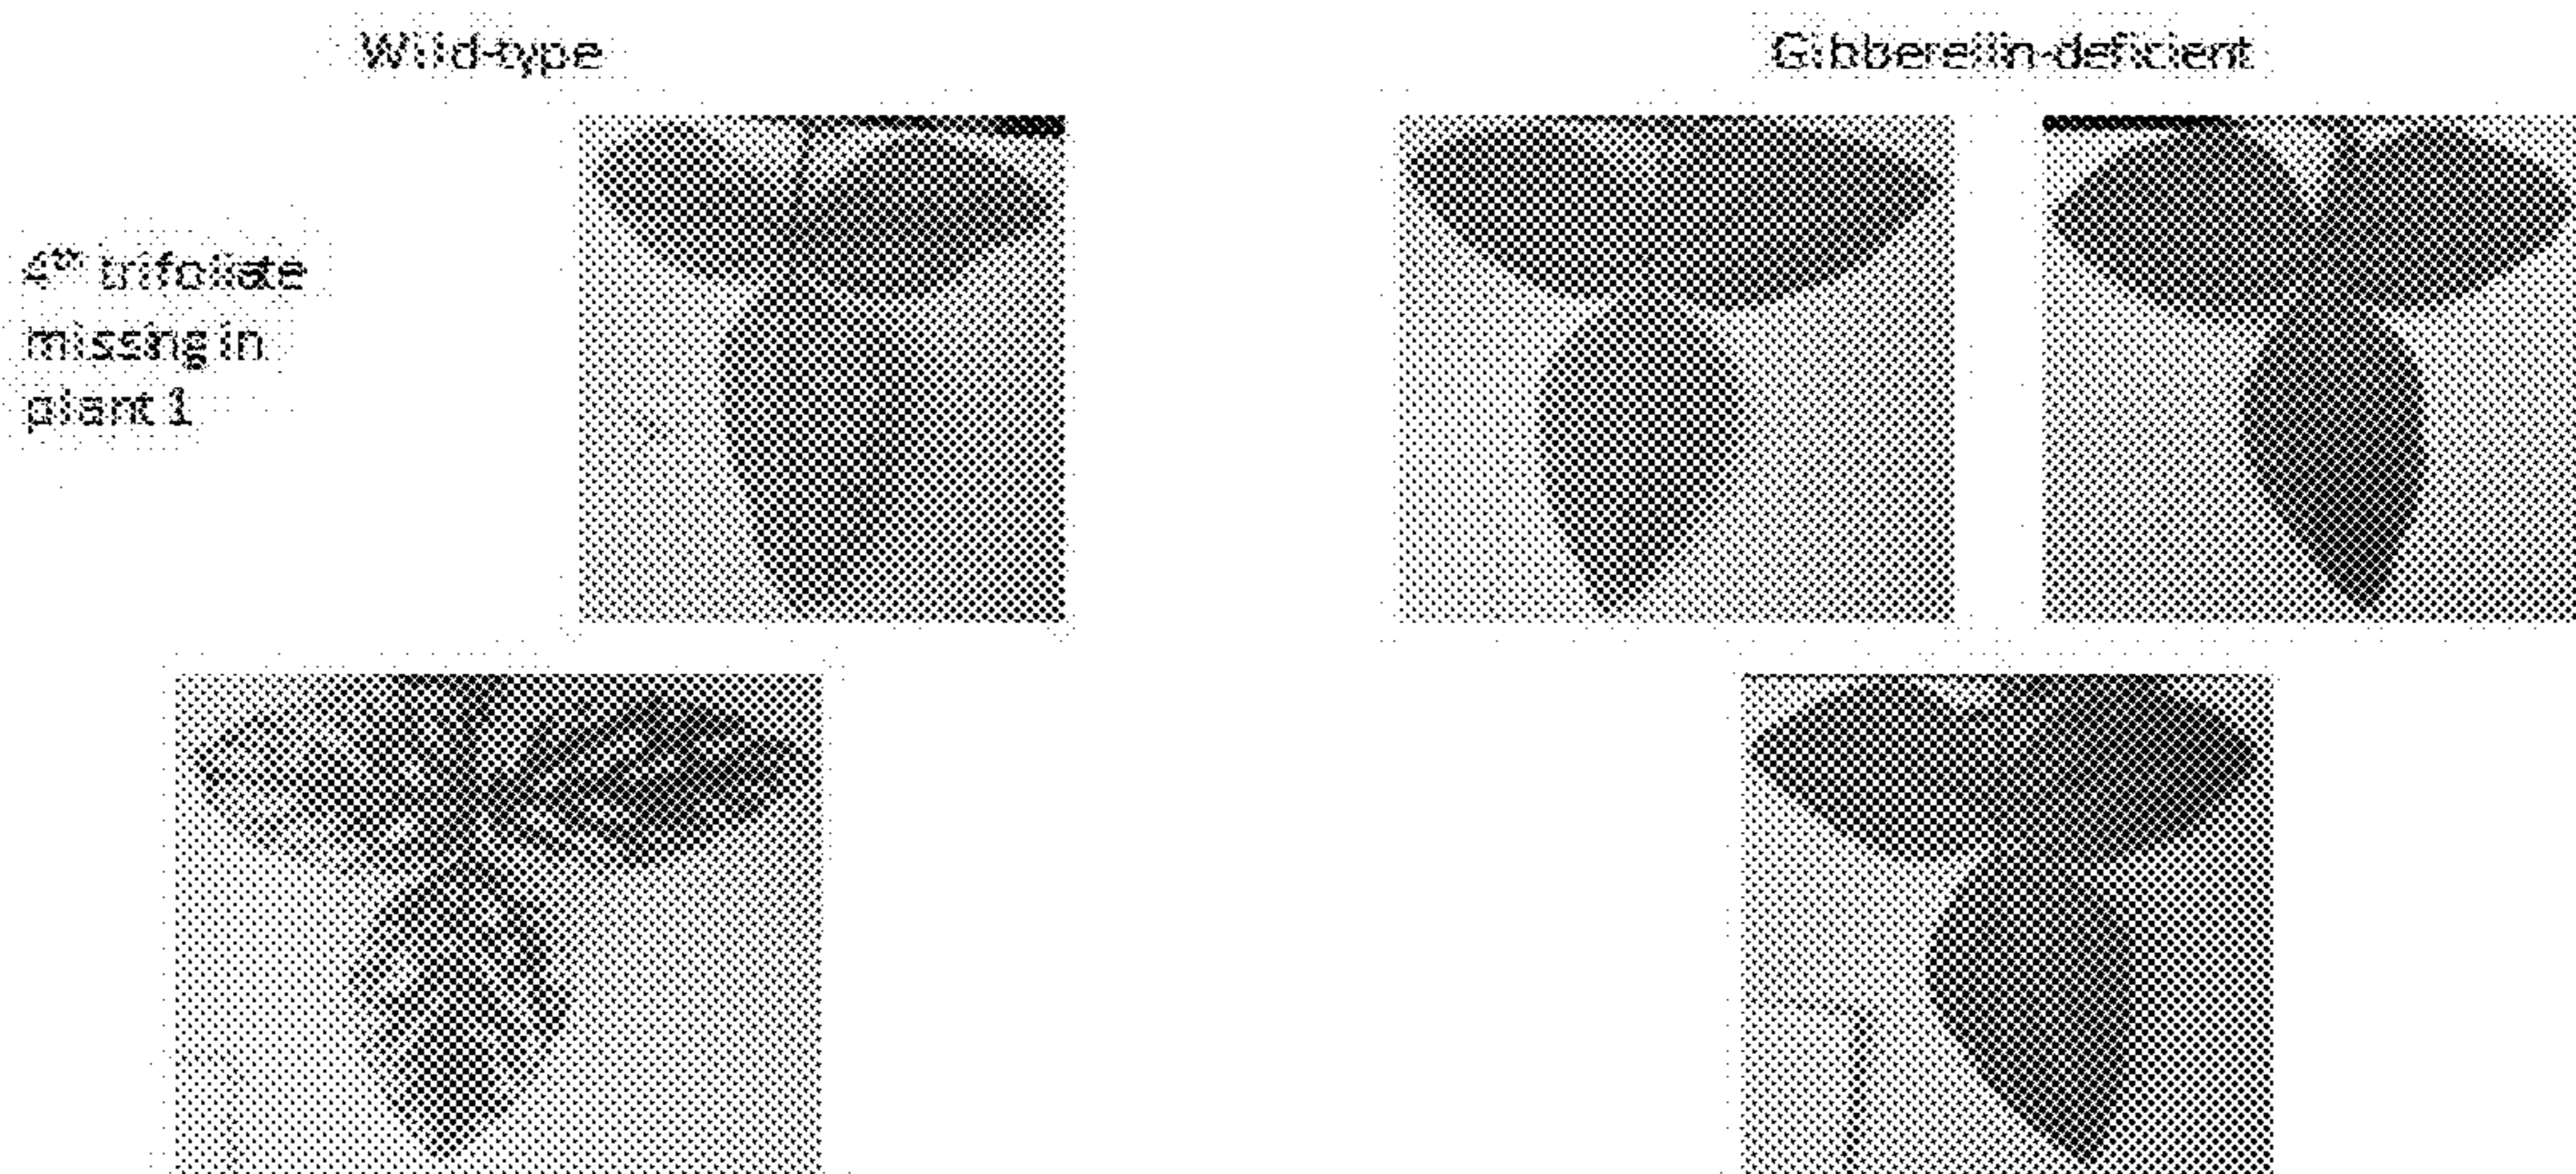 Wild-type
Gibberellin-deficient
4th trifoliate
missing in
plant 1